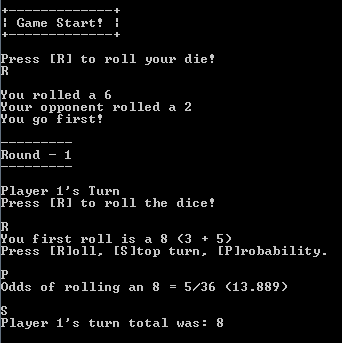 +-------------+
¦ Game Start! ¦
+-------------+
Press [R] to roll your die!
R
You rolled a 6
Your opponent rolled a 2
You go first!
---------
Round - 1
---------
Player 1's Turn
Press [R] to roll the dice!
R
You first roll is a 8 (3 + 5)
Press [R]oll, [S]top turn, [P]robability.
P
Odds of rolling an 8 = 5/36 (13.889)
S
Player 1's turn total was: 8